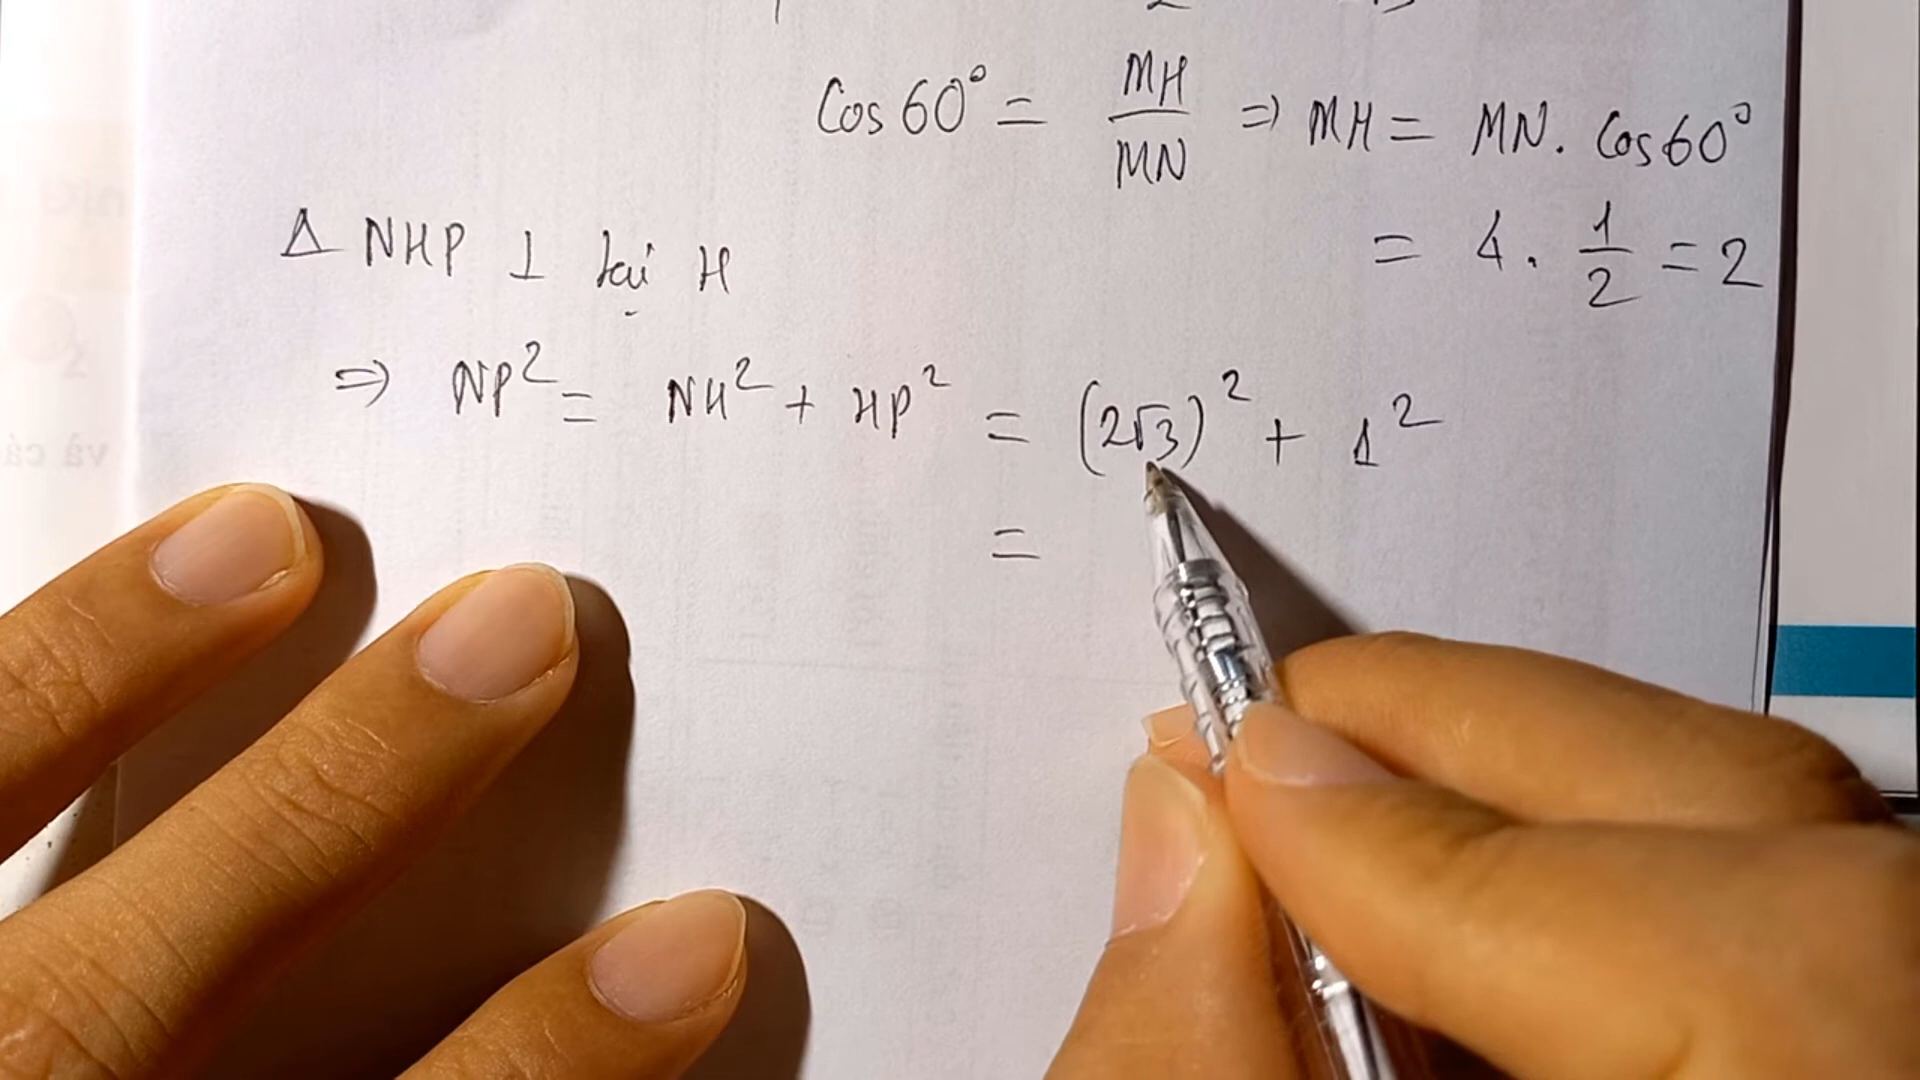 Cos 60° = MH/MN ⇒ MH = MN. Cos 60°
= 4 . 1/2 = 2
Δ NHP ⊥ tại H
⇒ NP² = NH² + HP² = (2√3)² + 1²
=